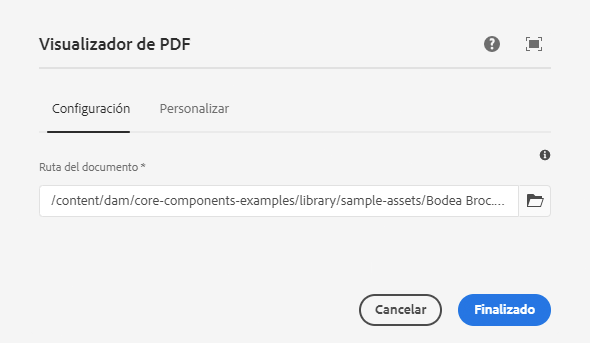 Visualizador de PDF
Configuración Personalizar
Ruta del documento *
/content/dam/core-components-examples/library/sample-assets/Bodea Broc....
Cancelar Finalizado